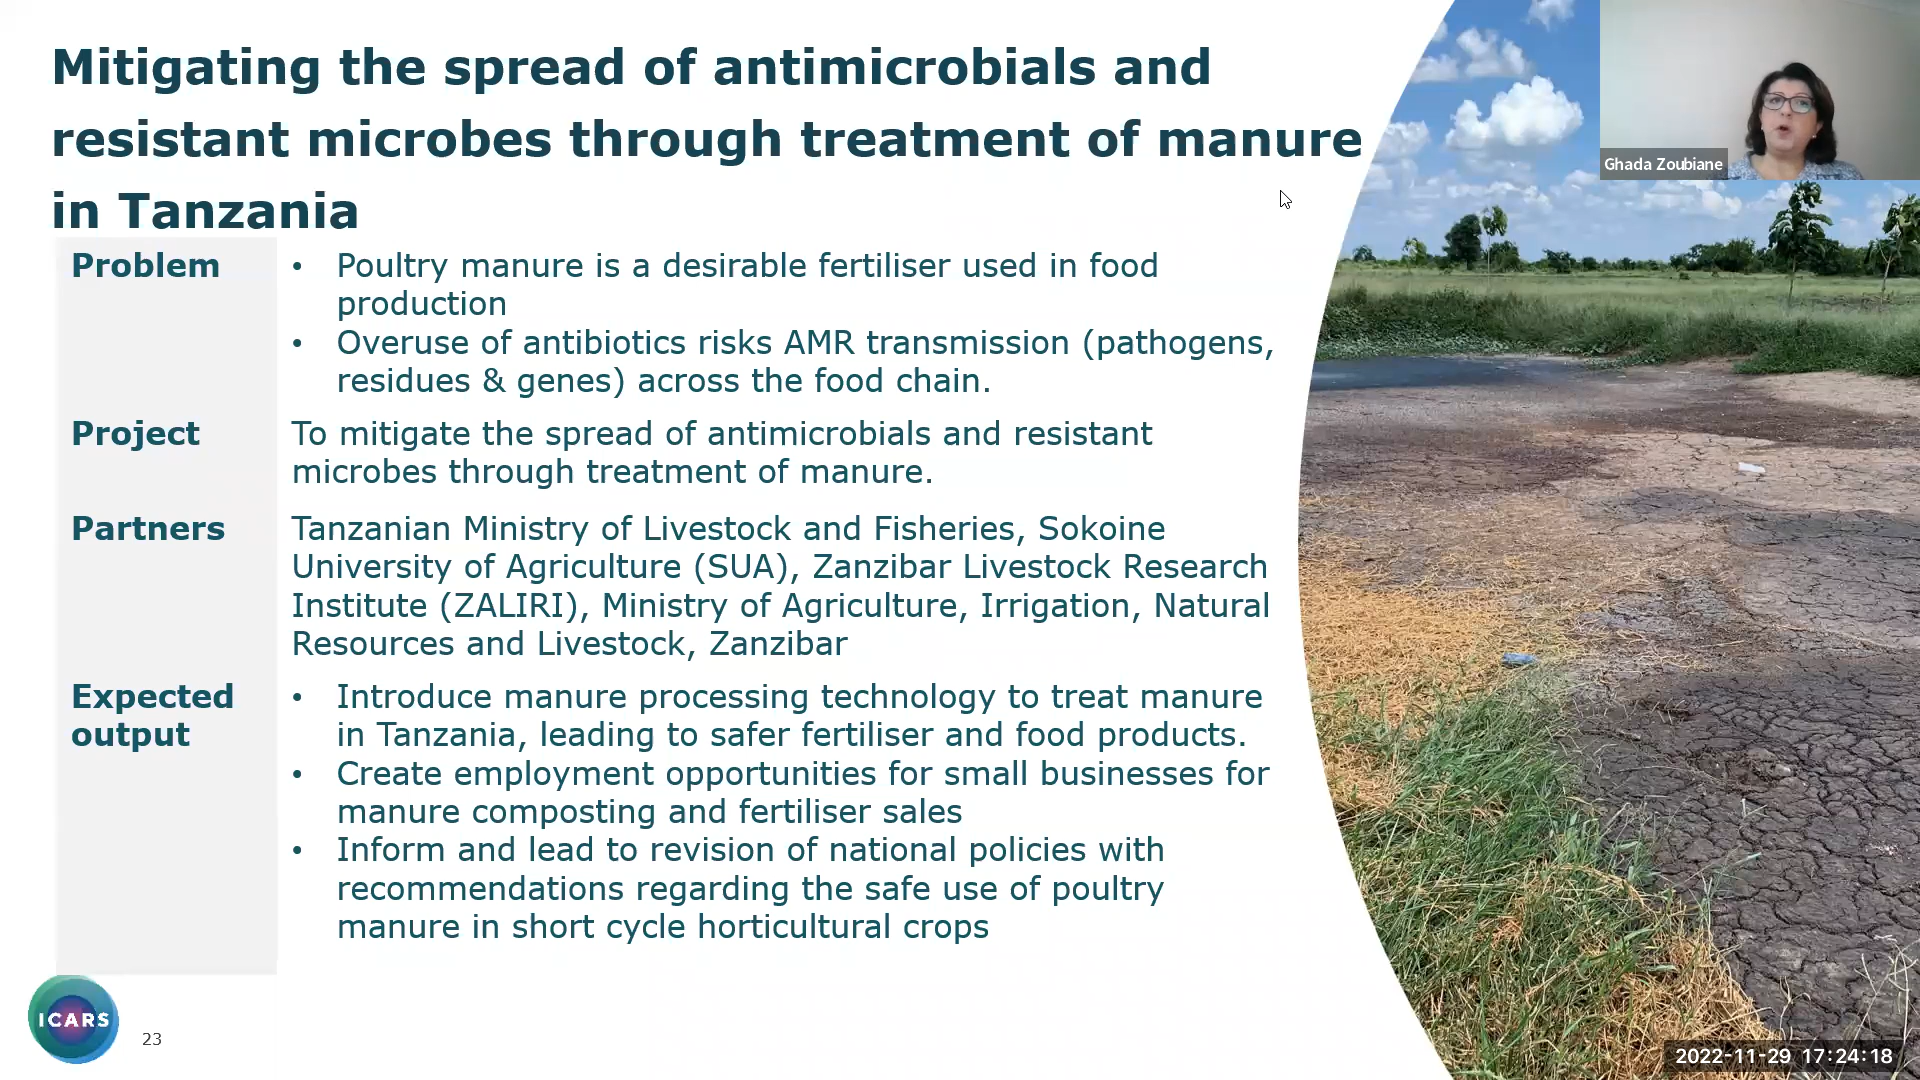 Mitigating the spread of antimicrobials and
resistant microbes through treatment of manure
in Tanzania
Ghada Zoubiane
Problem
• Poultry manure is a desirable fertiliser used in food
production
• Overuse of antibiotics risks AMR transmission (pathogens,
residues & genes) across the food chain.
Project
To mitigate the spread of antimicrobials and resistant
microbes through treatment of manure.
Partners
Tanzanian Ministry of Livestock and Fisheries, Sokoine
University of Agriculture (SUA), Zanzibar Livestock Research
Institute (ZALIRI), Ministry of Agriculture, Irrigation, Natural
Resources and Livestock, Zanzibar
Expected
output
• Introduce manure processing technology to treat manure
in Tanzania, leading to safer fertiliser and food products.
• Create employment opportunities for small businesses for
manure composting and fertiliser sales
• Inform and lead to revision of national policies with
recommendations regarding the safe use of poultry
manure in short cycle horticultural crops
ICARS
23
2022-11-29 17:24:18